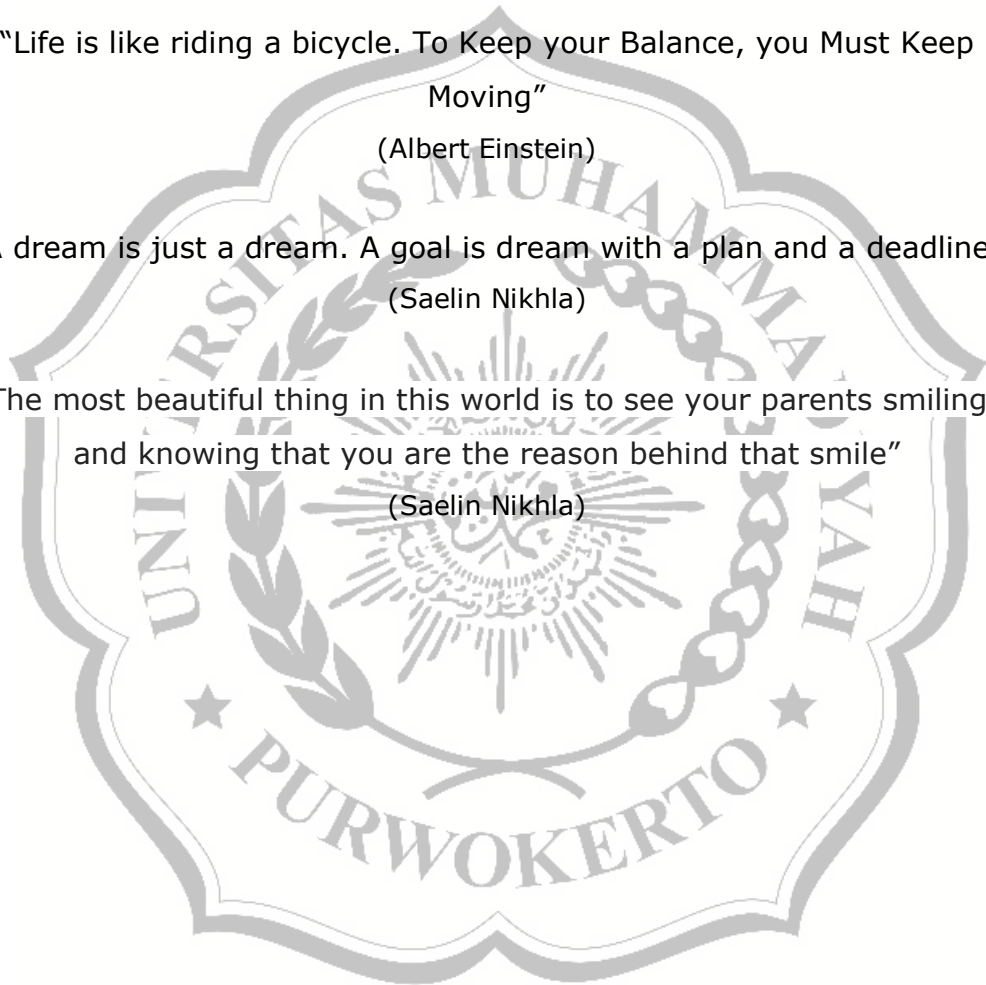 “Life is like riding a bicycle. To Keep your Balance, you Must Keep
Moving”
(Albert Einstein)
dream is just a dream. A goal is dream with a plan and a deadline
(Saelin Nikhla)
The most beautiful thing in this world is to see your parents smiling
and knowing that you are the reason behind that smile”
(Saelin Nikhla)
UNIVERSITAS MUHAMMADIYAH
PURWOKERTO